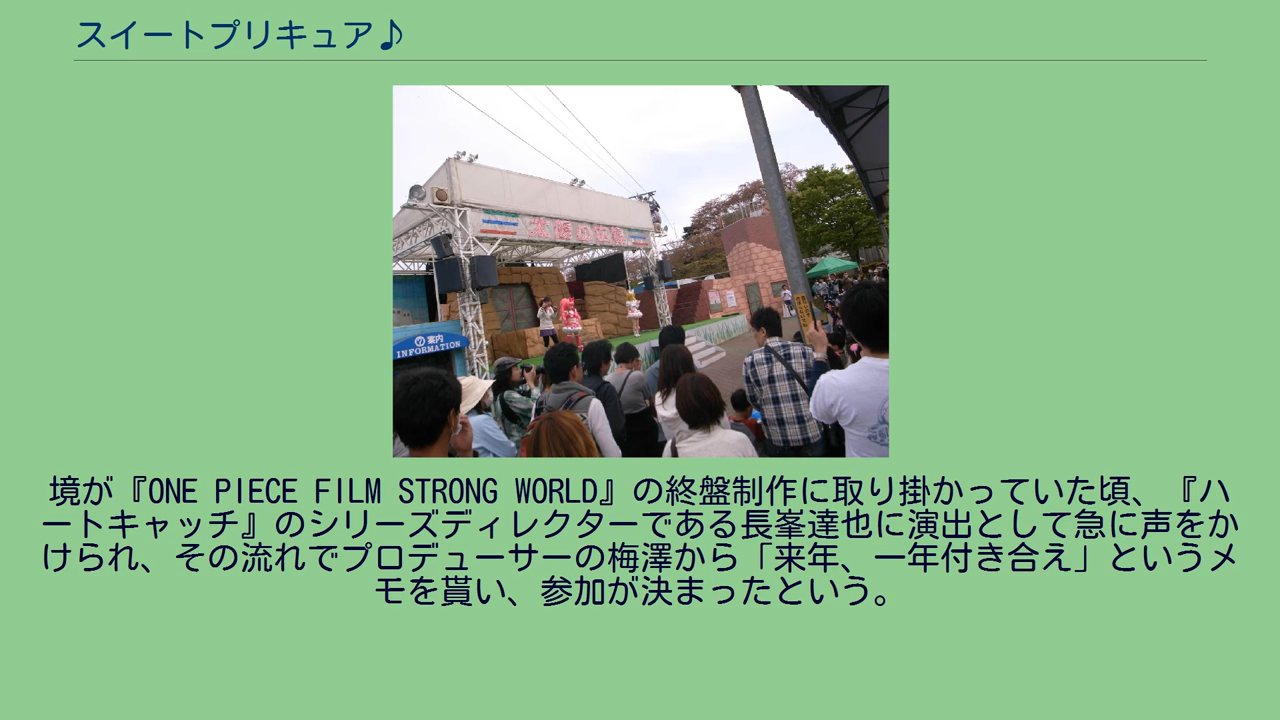 スイートプリキュア♪
案内
INFORMATION
境が『ONE PIECE FILM STRONG WORLD』の終盤制作に取り掛かっていた頃、『ハ
ートキャッチ』のシリーズディレクターである長峯達也に演出として急に声をか
けられ、その流れでプロデューサーの梅澤から「来年、一年付き合え」というメ
モを貰い、参加が決まったという。